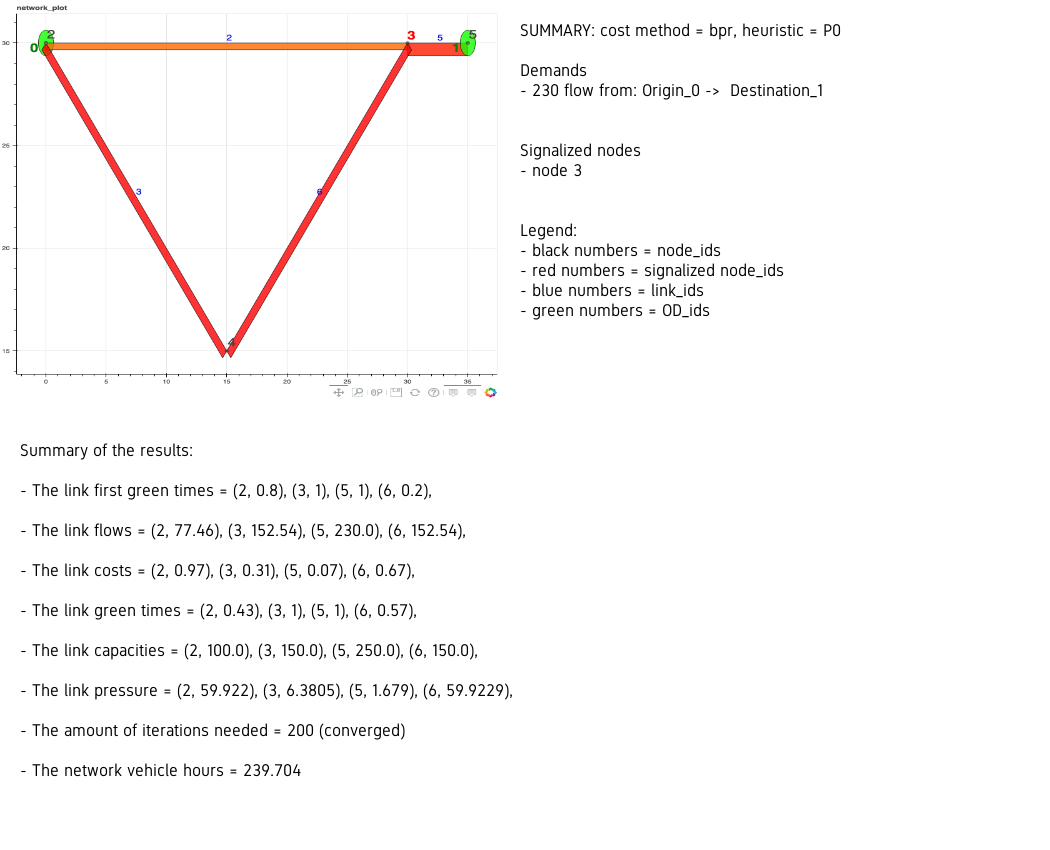 network_plot
30
25
20
15
0
5
10
15
20
25
30
35
2
0
2
3
5
5
1
3
6
4
SUMMARY: cost method = bpr, heuristic = P0
Demands
- 230 flow from: Origin_0 -> Destination_1
Signalized nodes
- node 3
Legend:
- black numbers = node_ids
- red numbers = signalized node_ids
- blue numbers = link_ids
- green numbers = OD_ids
Summary of the results:
- The link first green times = (2, 0.8), (3, 1), (5, 1), (6, 0.2),
- The link flows = (2, 77.46), (3, 152.54), (5, 230.0), (6, 152.54),
- The link costs = (2, 0.97), (3, 0.31), (5, 0.07), (6, 0.67),
- The link green times = (2, 0.43), (3, 1), (5, 1), (6, 0.57),
- The link capacities = (2, 100.0), (3, 150.0), (5, 250.0), (6, 150.0),
- The link pressure = (2, 59.922), (3, 6.3805), (5, 1.679), (6, 59.9229),
- The amount of iterations needed = 200 (converged)
- The network vehicle hours = 239.704